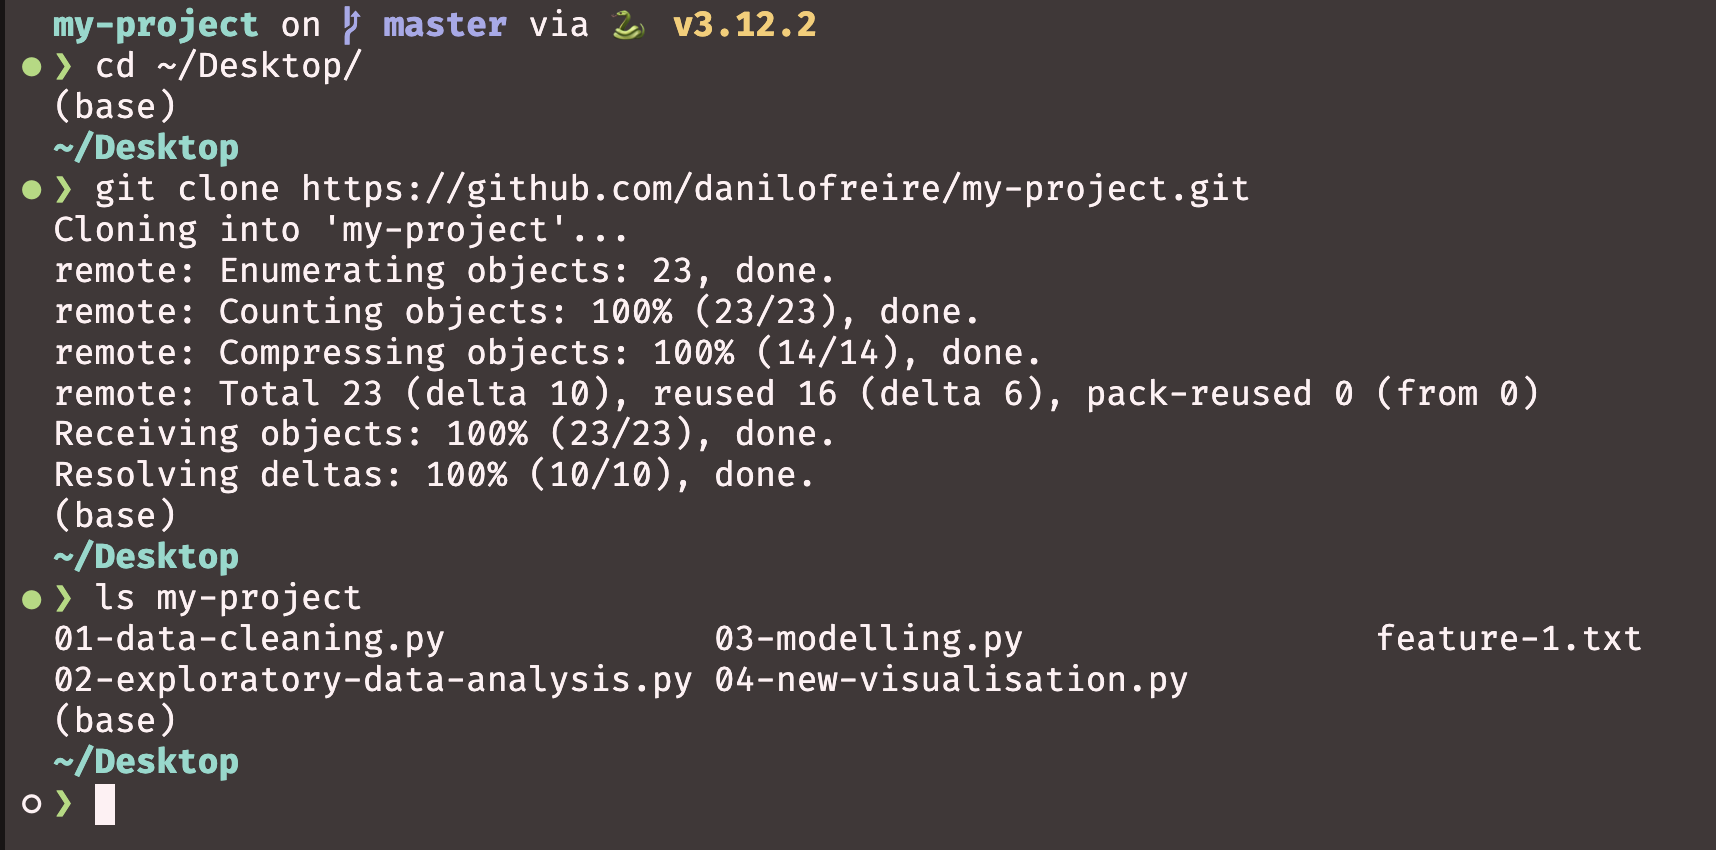 my-project on master via 🐍 v3.12.2
❯ cd ~/Desktop/
(base)
~/Desktop
❯ git clone https://github.com/danilofreire/my-project.git
Cloning into 'my-project'...
remote: Enumerating objects: 23, done.
remote: Counting objects: 100% (23/23), done.
remote: Compressing objects: 100% (14/14), done.
remote: Total 23 (delta 10), reused 16 (delta 6), pack-reused 0 (from 0)
Receiving objects: 100% (23/23), done.
Resolving deltas: 100% (10/10), done.
(base)
~/Desktop
❯ ls my-project
01-data-cleaning.py 03-modelling.py feature-1.txt
02-exploratory-data-analysis.py 04-new-visualisation.py
(base)
~/Desktop
❯